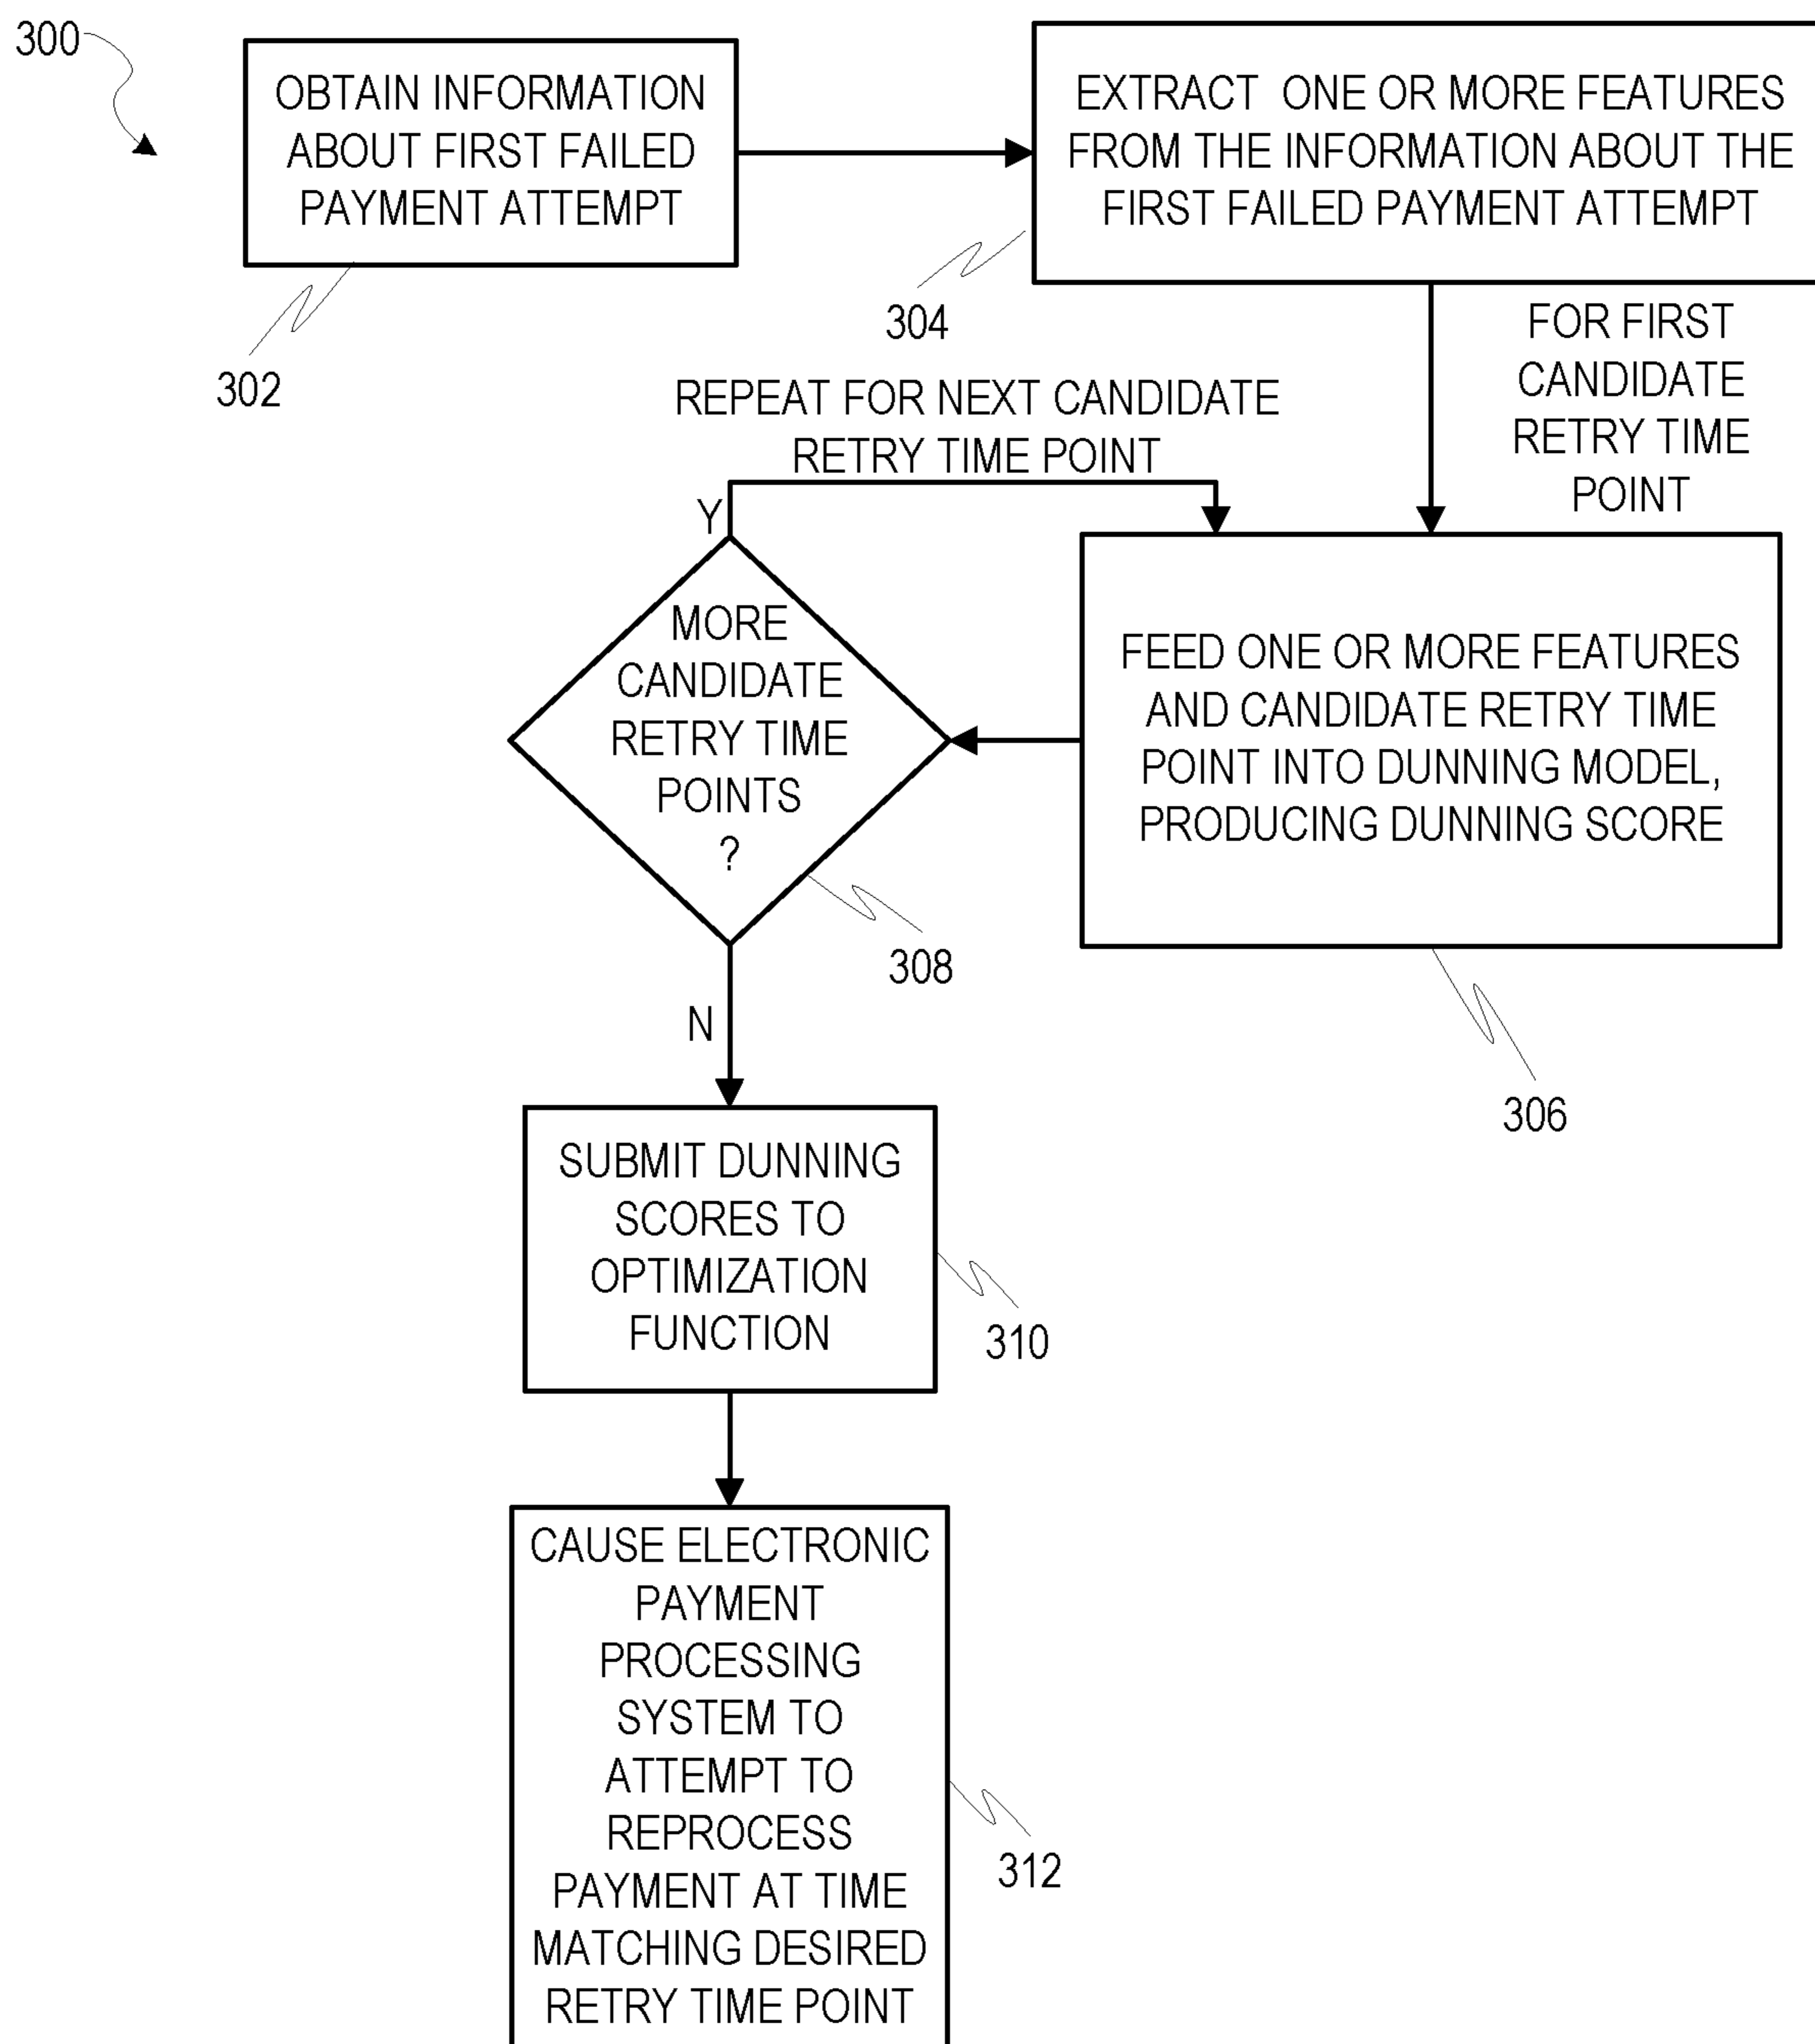 300
OBTAIN INFORMATION
ABOUT FIRST FAILED
PAYMENT ATTEMPT
302
EXTRACT ONE OR MORE FEATURES
FROM THE INFORMATION ABOUT THE
FIRST FAILED PAYMENT ATTEMPT
304
FOR FIRST
CANDIDATE
RETRY TIME
POINT
REPEAT FOR NEXT CANDIDATE
RETRY TIME POINT
Y
FEED ONE OR MORE FEATURES
AND CANDIDATE RETRY TIME
POINT INTO DUNNING MODEL,
PRODUCING DUNNING SCORE
306
MORE
CANDIDATE
RETRY TIME
POINTS
?
308
N
SUBMIT DUNNING
SCORES TO
OPTIMIZATION
FUNCTION
310
CAUSE ELECTRONIC
PAYMENT
PROCESSING
SYSTEM TO
ATTEMPT TO
REPROCESS
PAYMENT AT TIME
MATCHING DESIRED
RETRY TIME POINT
312